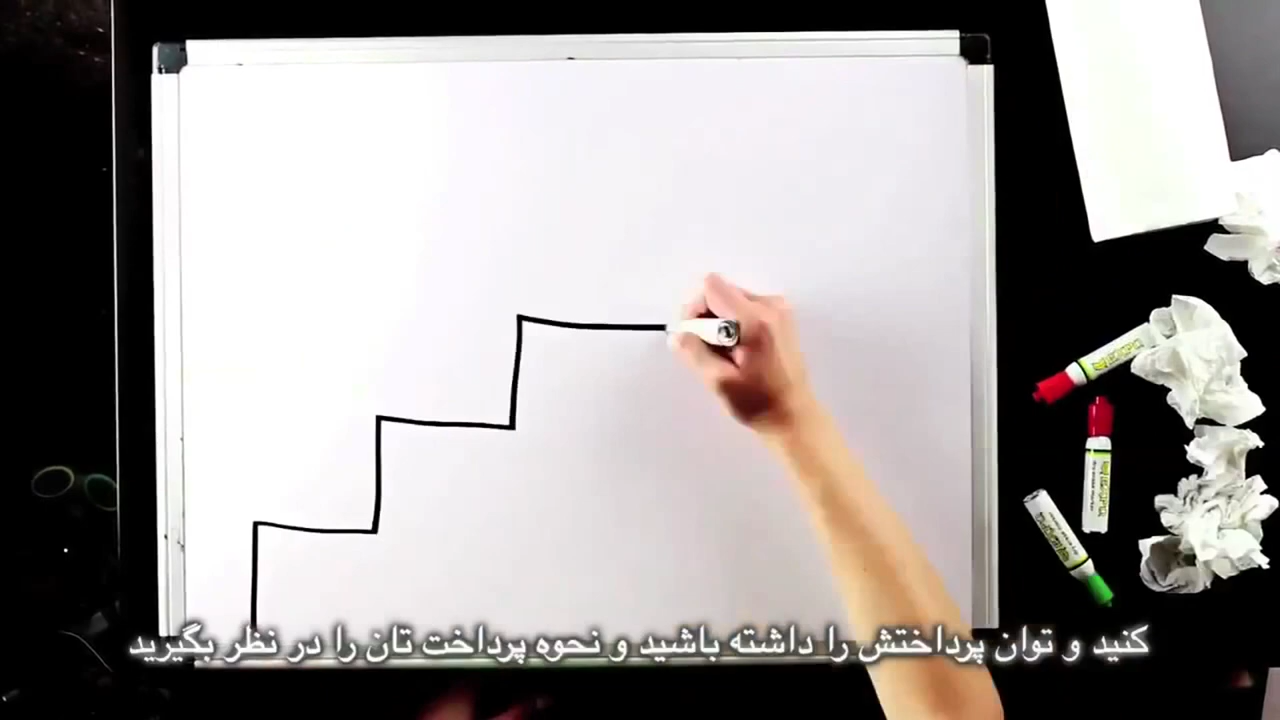 کنید و توان پرداختش را داشته باشید و نحوه پرداخت تان را در نظر بگیرید